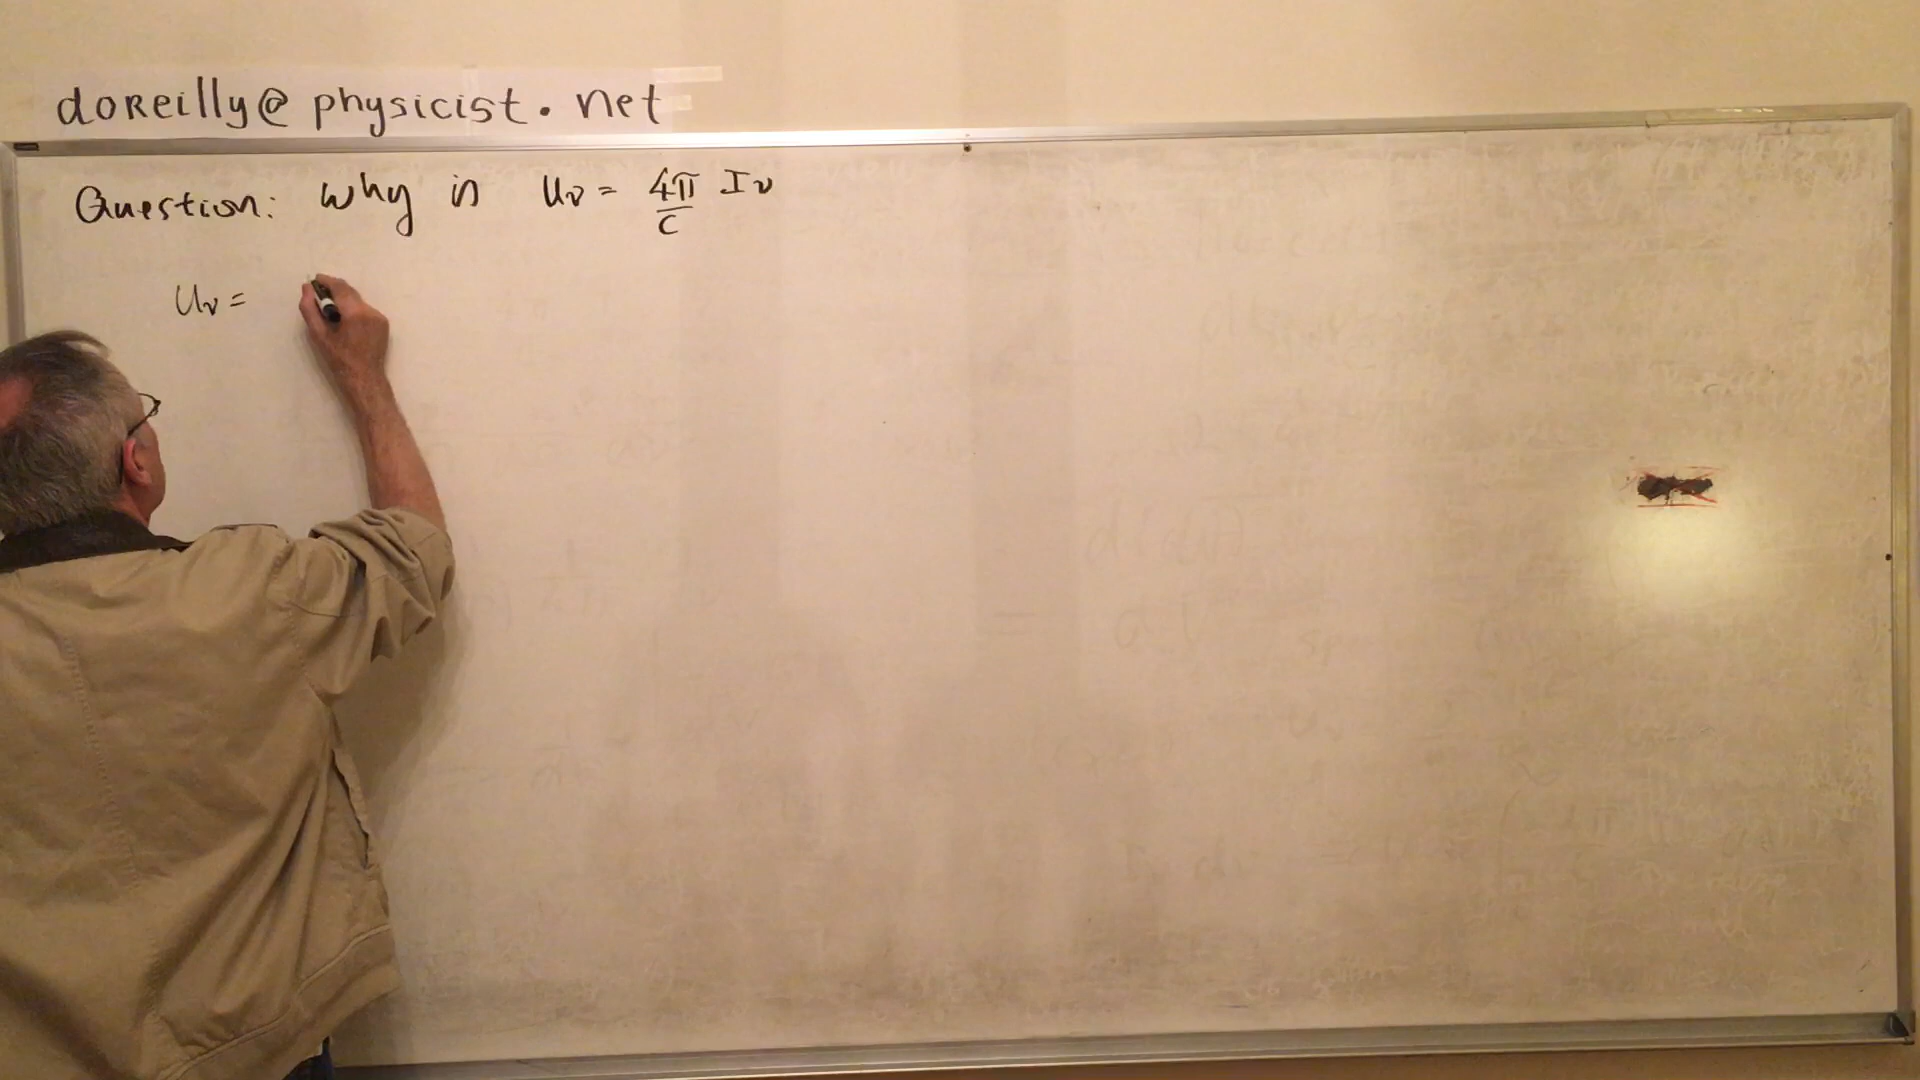 doreilly@physicist.net
Question: Why is uν = 4π/c Iν
uν =